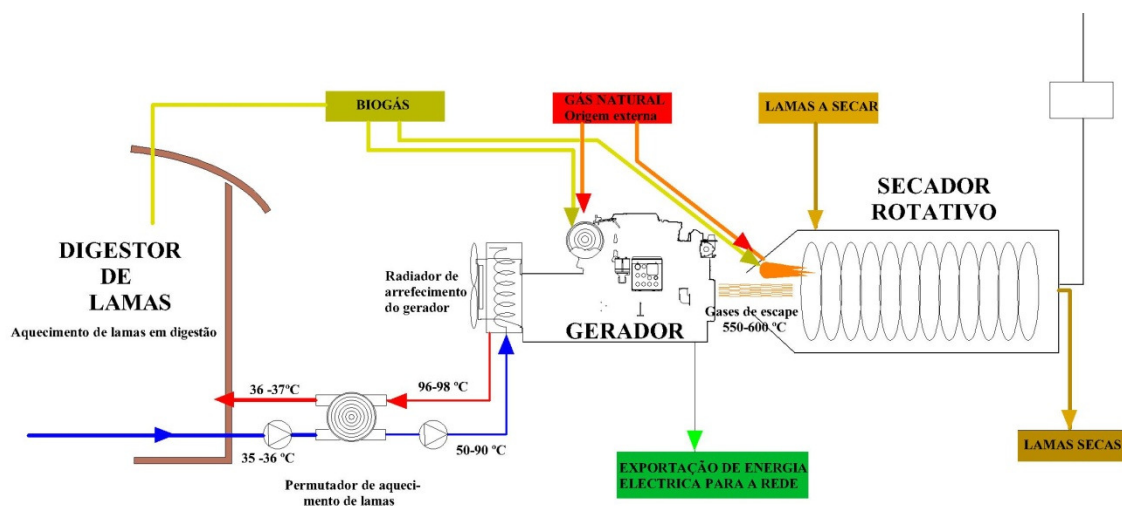 BIOGÁS
GÁS NATURAL
Origem externa
LAMAS A SECAR
SECADOR
ROTATIVO
DIGESTOR
DE
LAMAS
Aquecimento de lamas em digestão
Radiador de
arrefecimento
do gerador
GERADOR
Gases de escape
550-600 ºC
36 -37ºC
96-98 ºC
35 -36 ºC
50-90 ºC
Permutador de aqueci-
mento de lamas
EXPORTAÇÃO DE ENERGIA
ELECTRICA PARA A REDE
LAMAS SECAS